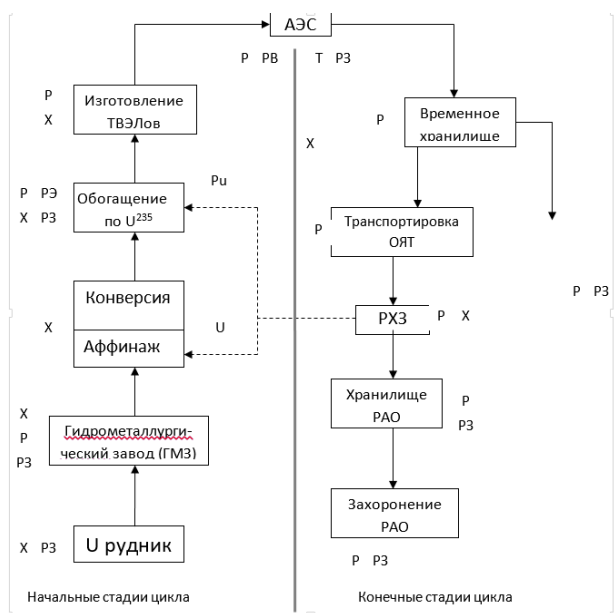 АЭС
Р РВ Т РЗ
Р
Х
Изготовление
ТВЭЛов
Р
Временное
хранилище
Х
Р РЭ
Х РЗ
Обогащение
по U²³⁵
Pu
Р
Транспортировка
ОЯТ
Р РЗ
Х
Конверсия
Аффинаж
U
РХЗ
Р Х
Х
Р
РЗ
Гидрометаллурги-
ческий завод (ГМЗ)
Хранилище
РАО
Р
РЗ
Х РЗ
U рудник
Захоронение
РАО
Р РЗ
Начальные стадии цикла
Конечные стадии цикла